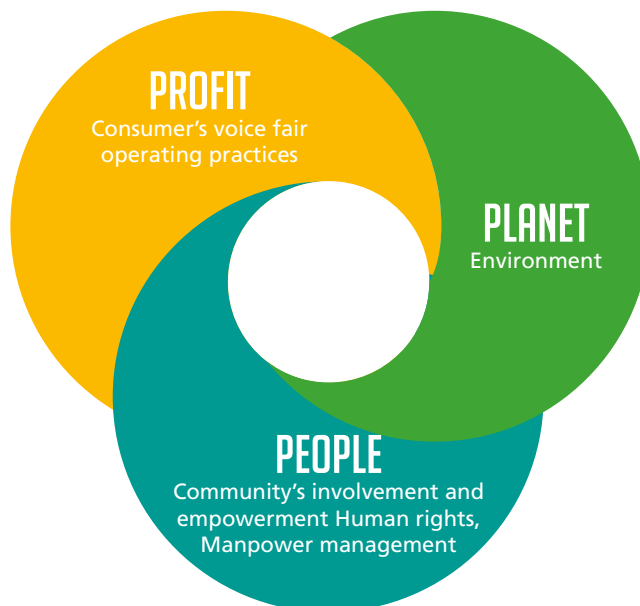 PROFIT
Consumer's voice fair
operating practices
PLANET
Environment
PEOPLE
Community's involvement and
empowerment Human rights,
Manpower management